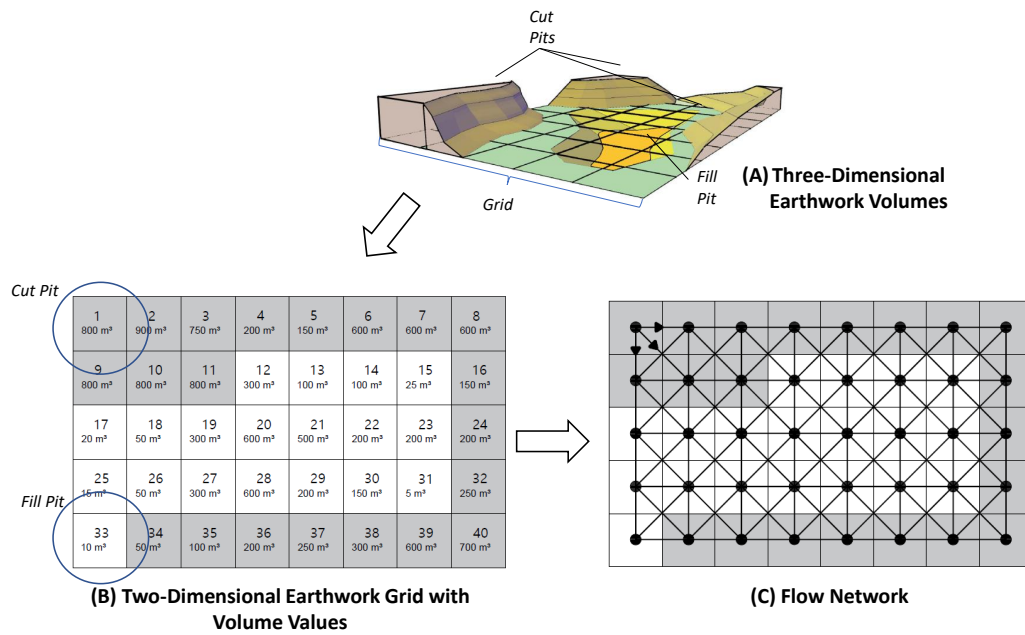 Cut
Pits
Fill
Pit
Grid
(A) Three-Dimensional
Earthwork Volumes
Cut Pit
1 2 3 4 5 6 7 8
800 m³ 900 m³ 750 m³ 200 m³ 150 m³ 600 m³ 600 m³ 600 m³
9 10 11 12 13 14 15 16
800 m³ 800 m³ 800 m³ 300 m³ 100 m³ 100 m³ 25 m³ 150 m³
17 18 19 20 21 22 23 24
20 m³ 50 m³ 300 m³ 600 m³ 500 m³ 200 m³ 200 m³ 200 m³
25 26 27 28 29 30 31 32
15 m³ 50 m³ 300 m³ 600 m³ 200 m³ 150 m³ 5 m³ 250 m³
Fill Pit
33 34 35 36 37 38 39 40
10 m³ 50 m³ 100 m³ 200 m³ 250 m³ 300 m³ 600 m³ 700 m³
(B) Two-Dimensional Earthwork Grid with
Volume Values
(C) Flow Network